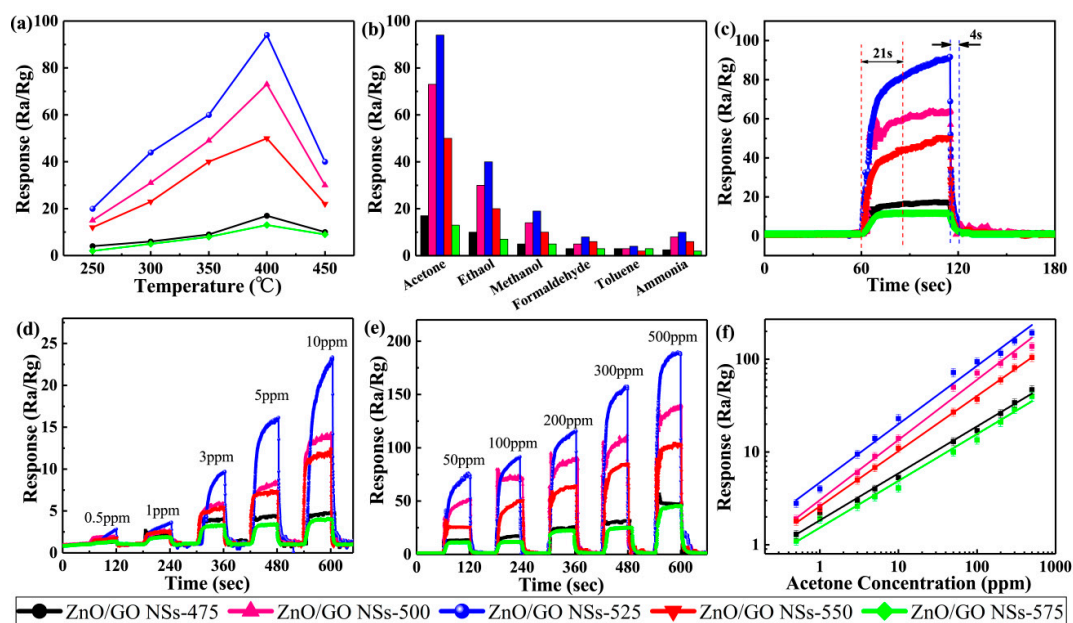 (a)
100
80
60
40
20
0
Response (Ra/Rg)
250 300 350 400 450
Temperature (℃)
(b)
100
80
60
40
20
0
Response (Ra/Rg)
Acetone
Ethaol
Methanol
Formaldehyde
Toluene
Ammonia
(c)
100
80
60
40
20
0
Response (Ra/Rg)
21s
4s
0 60 120 180
Time (sec)
(d)
25
20
15
10
5
0
Response (Ra/Rg)
0.5ppm
1ppm
3ppm
5ppm
10ppm
0 120 240 360 480 600
Time (sec)
(e)
200
150
100
50
0
Response (Ra/Rg)
50ppm
100ppm
200ppm
300ppm
500ppm
0 120 240 360 480 600
Time (sec)
(f)
100
10
1
Response (Ra/Rg)
1 10 100 1000
Acetone Concentration (ppm)
ZnO/GO NSs-475 ZnO/GO NSs-500 ZnO/GO NSs-525 ZnO/GO NSs-550 ZnO/GO NSs-575